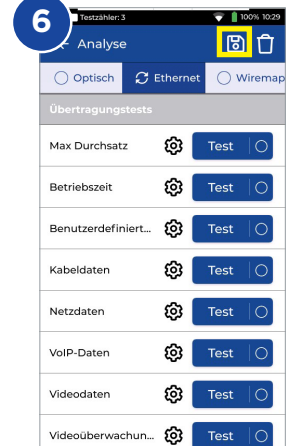 6
Testzähler: 3 100% 10:29
Analyse
Optisch Ethernet Wiremap
Übertragungstests
Max Durchsatz Test
Betriebszeit Test
Benutzerdefiniert... Test
Kabeldaten Test
Netzdaten Test
VoIP-Daten Test
Videodaten Test
Videoüberwachun... Test